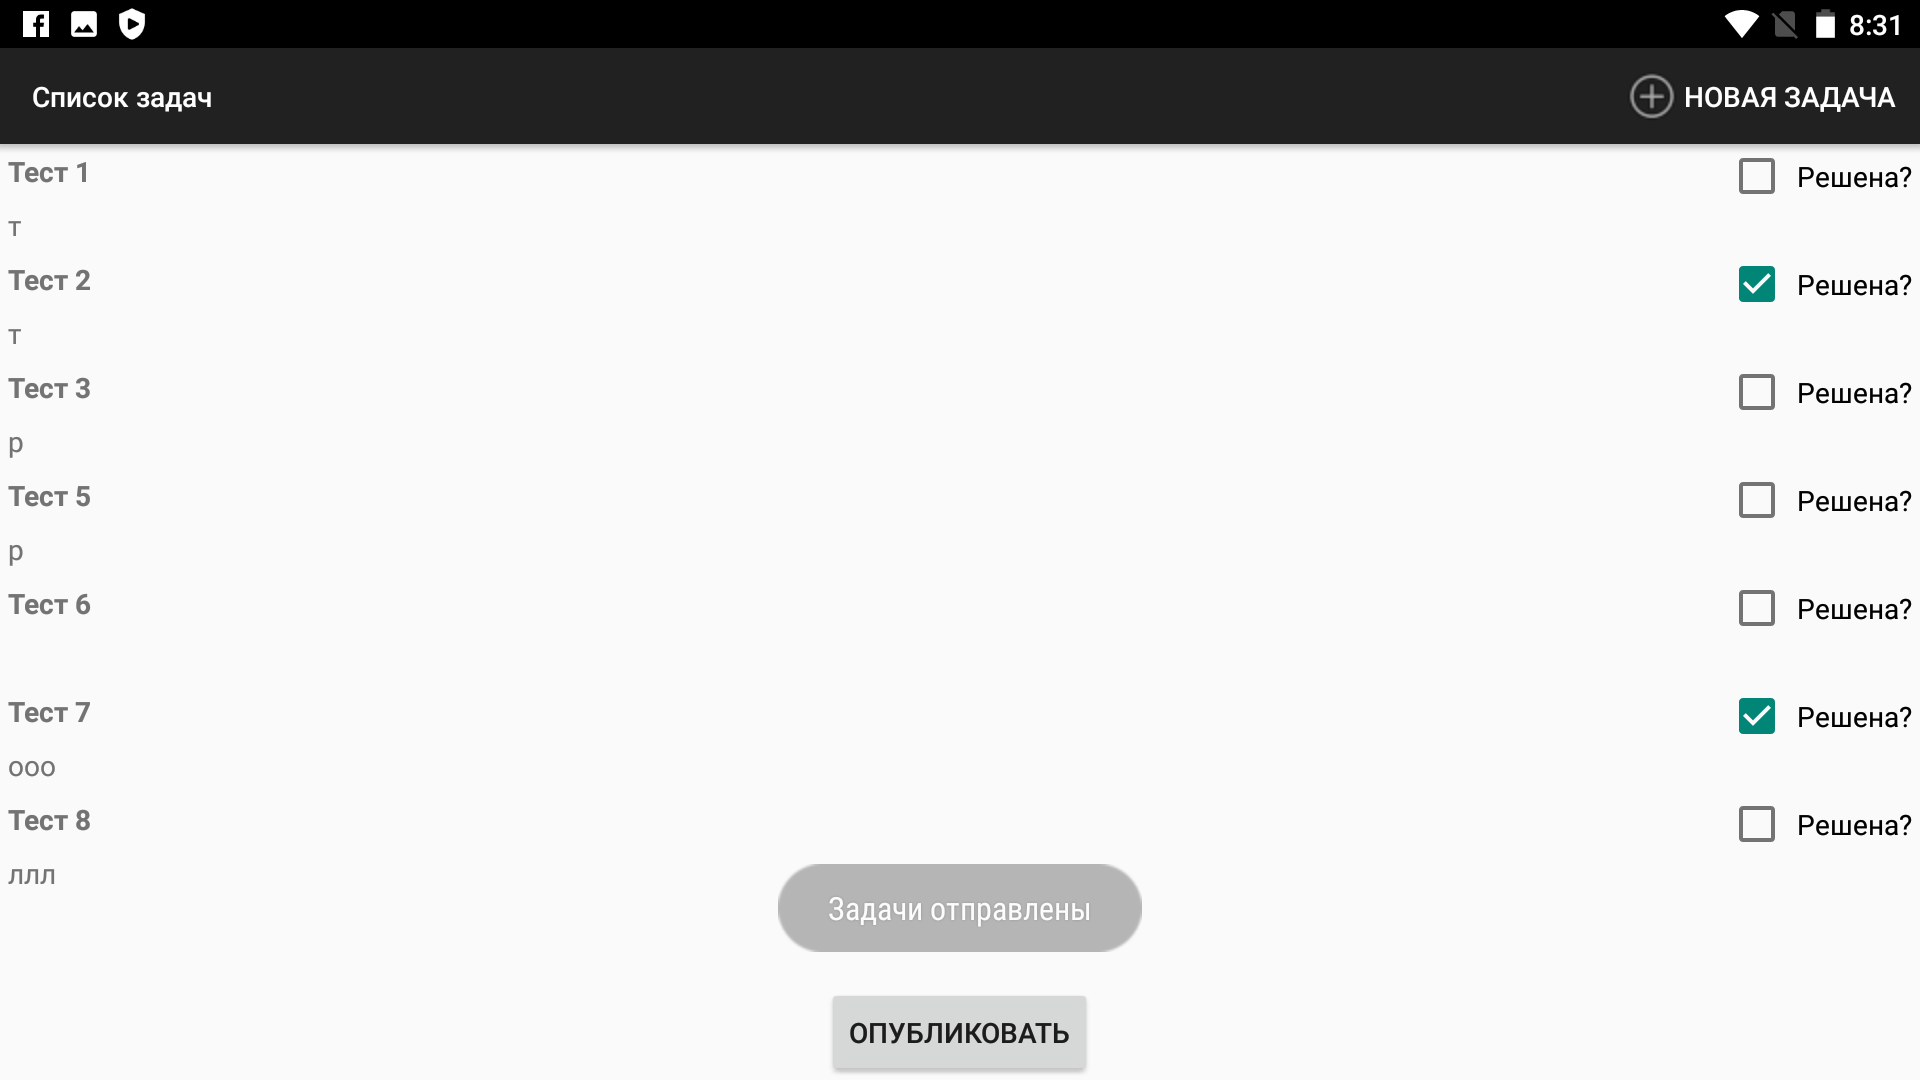 8:31
Список задач
НОВАЯ ЗАДАЧА
Тест 1
Решена?
т
Тест 2
Решена?
т
Тест 3
Решена?
р
Тест 5
Решена?
р
Тест 6
Решена?
Тест 7
Решена?
ооо
Тест 8
Решена?
ллл
Задачи отправлены
ОПУБЛИКОВАТЬ